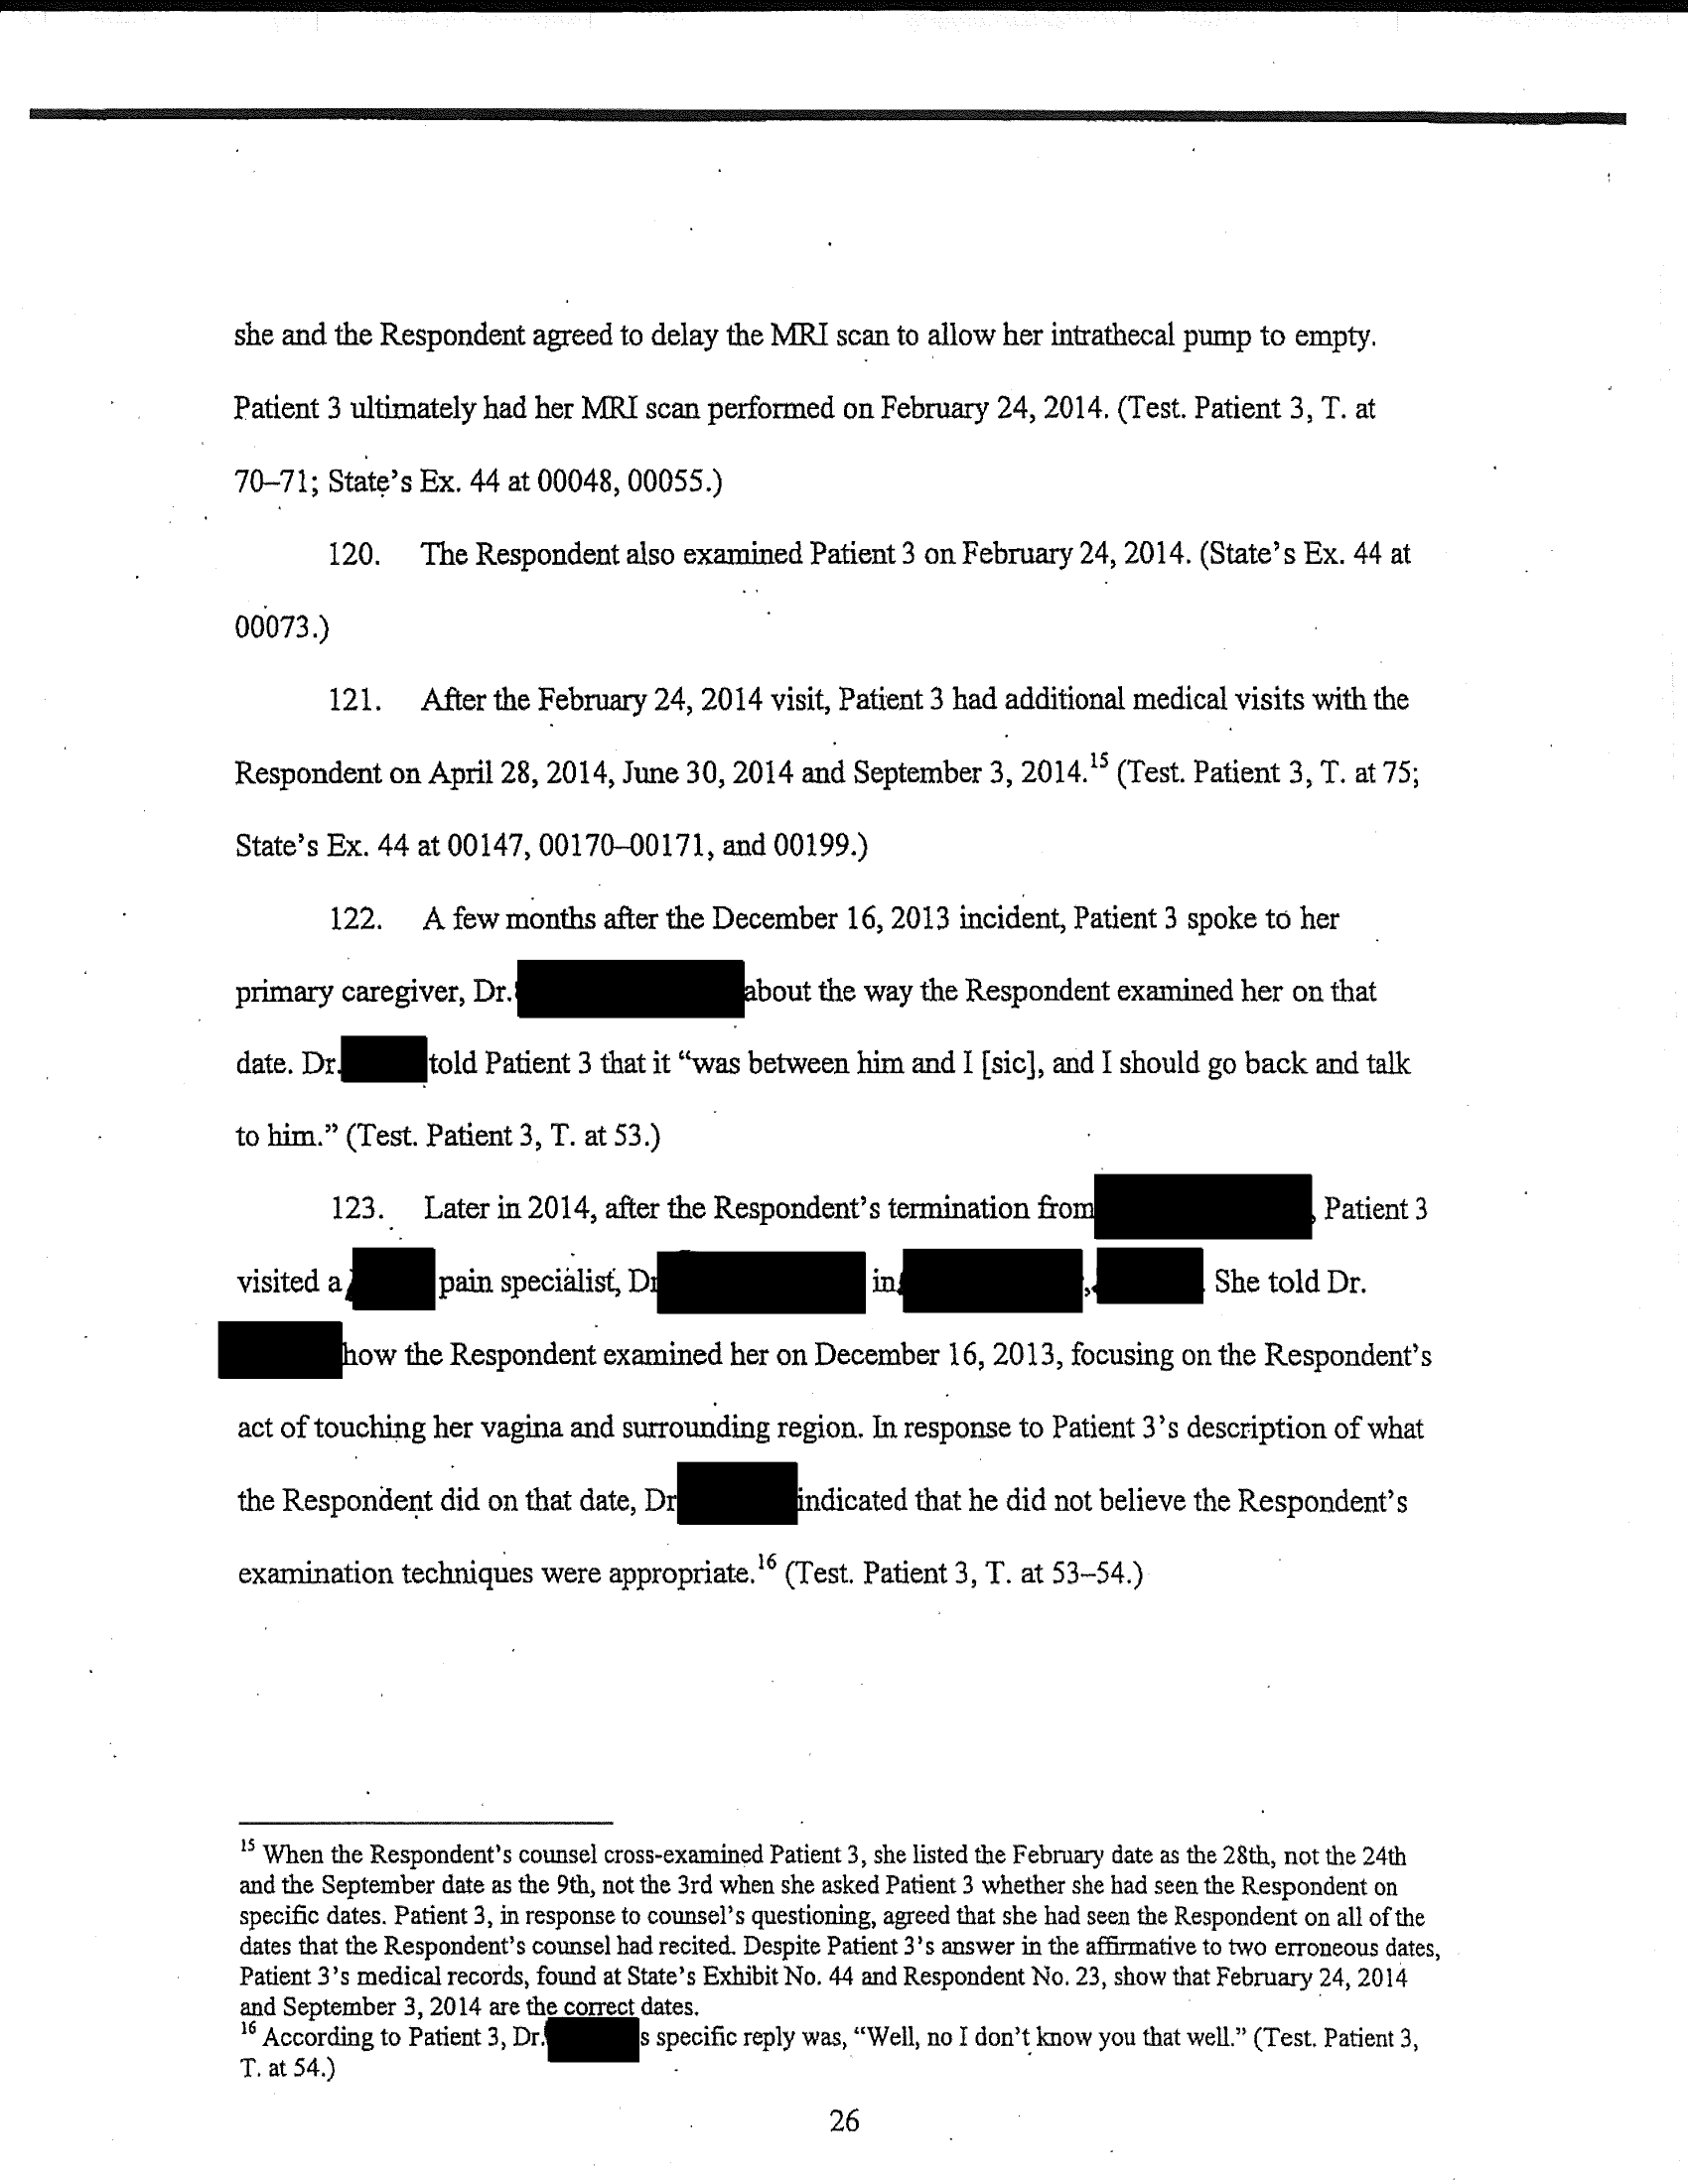 she and the Respondent agreed to delay the MRI scan to allow her intrathecal pump to empty.
Patient 3 ultimately had her MRI scan performed on February 24, 2014. (Test. Patient 3, T. at
70–71; State's Ex. 44 at 00048, 00055.)
120. The Respondent also examined Patient 3 on February 24, 2014. (State's Ex. 44 at
00073.)
121. After the February 24, 2014 visit, Patient 3 had additional medical visits with the
Respondent on April 28, 2014, June 30, 2014 and September 3, 2014.15 (Test. Patient 3, T. at 75;
State's Ex. 44 at 00147, 00170–00171, and 00199.)
122. A few months after the December 16, 2013 incident, Patient 3 spoke to her
primary caregiver, Dr. about the way the Respondent examined her on that
date. Dr. told Patient 3 that it “was between him and I [sic], and I should go back and talk
to him.” (Test. Patient 3, T. at 53.)
123. Later in 2014, after the Respondent's termination from , Patient 3
visited a pain specialist, Dr in , She told Dr.
how the Respondent examined her on December 16, 2013, focusing on the Respondent's
act of touching her vagina and surrounding region. In response to Patient 3's description of what
the Respondent did on that date, Dr indicated that he did not believe the Respondent's
examination techniques were appropriate.16 (Test. Patient 3, T. at 53–54.)
15 When the Respondent's counsel cross-examined Patient 3, she listed the February date as the 28th, not the 24th
and the September date as the 9th, not the 3rd when she asked Patient 3 whether she had seen the Respondent on
specific dates. Patient 3, in response to counsel's questioning, agreed that she had seen the Respondent on all of the
dates that the Respondent's counsel had recited. Despite Patient 3's answer in the affirmative to two erroneous dates,
Patient 3's medical records, found at State's Exhibit No. 44 and Respondent No. 23, show that February 24, 2014
and September 3, 2014 are the correct dates.
16 According to Patient 3, Dr. s specific reply was, “Well, no I don't know you that well.” (Test. Patient 3,
T. at 54.)
26